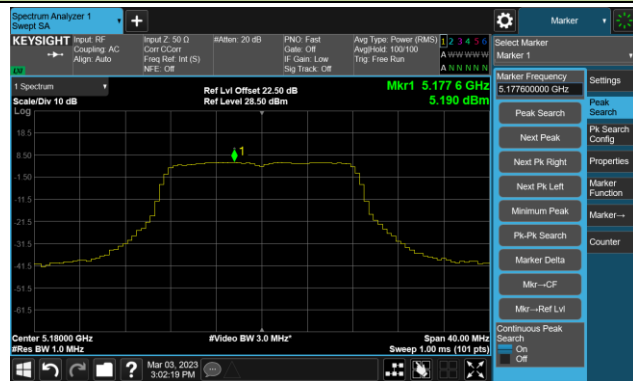 Spectrum Analyzer 1
Swept SA
Marker
KEYSIGHT
Input: RF
Coupling: AC
Align: Auto
Input Z: 50 Ω
Corr CCorr
Freq Ref: Int (S)
NFE: Off
#Atten: 20 dB
PNO: Fast
Gate: Off
IF Gain: Low
Sig Track: Off
Avg Type: Power (RMS)
Avg|Hold: 100/100
Trig: Free Run
1 2 3 4 5 6
A W W W W W
A N N N N N
Select Marker
Marker 1
1 Spectrum
Scale/Div 10 dB
Log
Ref Lvl Offset 22.50 dB
Ref Level 28.50 dBm
Mkr1 5.177 6 GHz
5.190 dBm
18.5
8.50
-1.50
-11.5
-21.5
-31.5
-41.5
-51.5
-61.5
1
Center 5.18000 GHz
#Res BW 1.0 MHz
#Video BW 3.0 MHz*
Span 40.00 MHz
Sweep 1.00 ms (101 pts)
Marker Frequency
5.177600000 GHz
Peak Search
Next Peak
Next Pk Right
Next Pk Left
Minimum Peak
Pk-Pk Search
Marker Delta
Mkr→CF
Mkr→Ref Lvl
Continuous Peak
Search
On
Off
Settings
Peak
Search
Pk Search
Config
Properties
Marker
Function
Marker→
Counter
Mar 03, 2023
3:02:19 PM